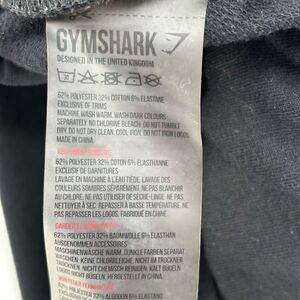 GYMSHARK
DESIGNED IN THE UNITED KINGDOM
30
62% POLYESTER 32% COTTON 6% ELASTANE
EXCLUSIVE OF TRIMS
MACHINE WASH WARM, WASH DARK COLOURS
SEPARATELY, NO CHLORINE BLEACH, DO NOT TUMBLE
DRY, DO NOT DRY CLEAN, COOL IRON, DO NOT IRON LOGOS
MADE IN CHINA
62% POLYESTER 32% COTON 6% ELASTHANNE
EXCLUSIF DE GARNITURES
LAVAGE EN MACHINE À L'EAU TIÈDE, LAVAGE DES
COULEURS SOMBRES SÉPARÉMENT, NE PAS BLANCHIR
AU CHLORE, NE PAS UTILISER DE SÈCHE-LINGE, NE PAS
NETTOYER À SEC, REPASSER À BASSE TEMPÉRATURE, NE
PAS REPASSER LES LOGOS, FABRIQUÉ EN CHINE
62% POLYESTER 32% BAUMWOLLE 6% ELASTHAN
AUSGENOMMEN ACCESSOIRES
MASCHINENWÄSCHE WARM, DUNKLE FARBEN SEPARAT
WASCHEN, KEINE CHLORBLEICHE, NICHT IM TROCKNER
TROCKNEN, NICHT CHEMISCH REINIGEN, KALT BÜGELN
LOGOS NICHT BÜGELN, HERGESTELLT IN CHINA
62% POLIÉSTER 32% ALGODÓN 6% ELASTANO